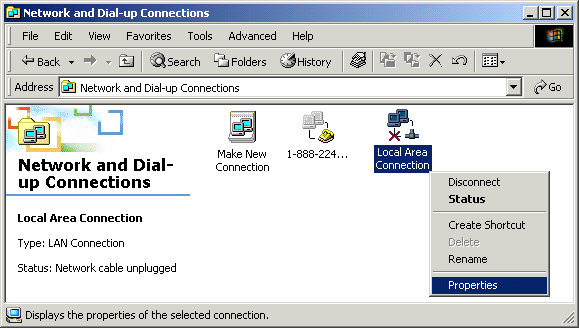 Network and Dial-up Connections
File Edit View Favorites Tools Advanced Help
Back Search Folders History
Address Network and Dial-up Connections Go
Network and Dial-
up Connections
Local Area Connection
Type: LAN Connection
Status: Network cable unplugged
Make New
Connection
1-888-224...
Local Area
Connection
Disconnect
Status
Create Shortcut
Delete
Rename
Properties
Displays the properties of the selected connection.